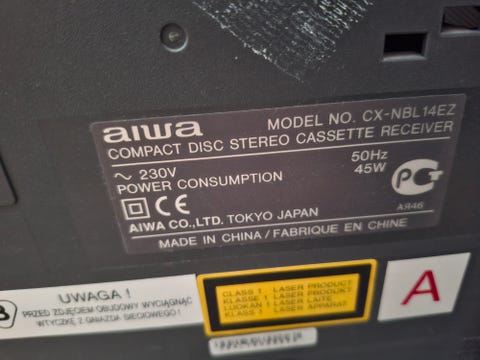 aiwa MODEL NO. CX-NBL14EZ
COMPACT DISC STEREO CASSETTE RECEIVER
~ 230V 50Hz
POWER CONSUMPTION 45W
CE
AIWA CO.,LTD. TOKYO JAPAN
АЯ46
MADE IN CHINA / FABRIQUE EN CHINE
B
UWAGA !
PRZED ZDJĘCIEM OBUDOWY WYCIĄGNĄĆ
WTYCZKĘ Z GNIAZDA SIECIOWEGO !
CLASS 1 LASER PRODUCT
KLASSE 1 LASER PRODUKT
LUOKAN 1 LASER LAITE
KLASS 1 LASER APPARAT
A